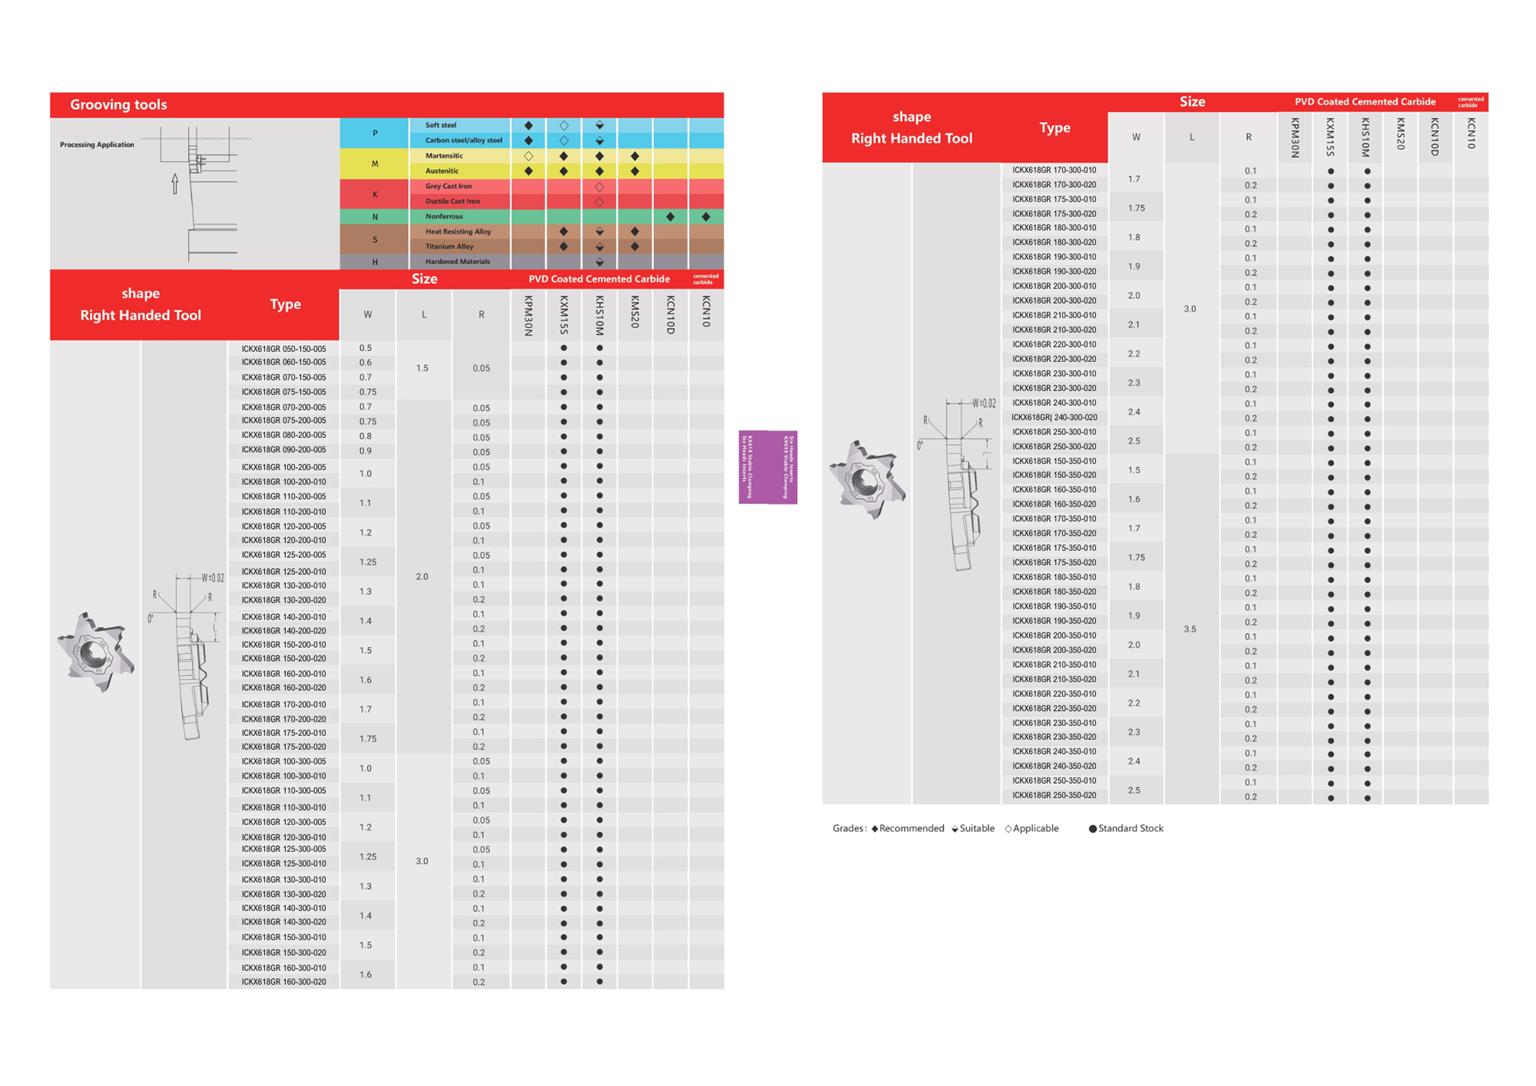 Grooving tools
Processing Application
P
Soft steel
Carbon steel/alloy steel
M
Martensitic
Austenitic
K
Grey Cast Iron
Ductile Cast Iron
N
Nonferrous
S
Heat Resisting Alloy
Titanium Alloy
H
Hardened Materials
shape
Right Handed Tool
Type
Size
PVD Coated Cemented Carbide
cemented
carbide
W
L
R
KPM30N
KXM15S
KHS10M
KMS20
KCN10D
KCN10
ICKX618GR 050-150-005 0.5
ICKX618GR 060-150-005 0.6
1.5 0.05
ICKX618GR 070-150-005 0.7
ICKX618GR 075-150-005 0.75
ICKX618GR 070-200-005 0.7 0.05
ICKX618GR 075-200-005 0.75 0.05
ICKX618GR 080-200-005 0.8 0.05
ICKX618GR 090-200-005 0.9 0.05
ICKX618GR 100-200-005 0.05
1.0
ICKX618GR 100-200-010 0.1
ICKX618GR 110-200-005 0.05
1.1
ICKX618GR 110-200-010 0.1
ICKX618GR 120-200-005 0.05
1.2
ICKX618GR 120-200-010 0.1
ICKX618GR 125-200-005 0.05
1.25
ICKX618GR 125-200-010 0.1
2.0
ICKX618GR 130-200-010 0.1
1.3
ICKX618GR 130-200-020 0.2
ICKX618GR 140-200-010 0.1
1.4
ICKX618GR 140-200-020 0.2
ICKX618GR 150-200-010 0.1
1.5
ICKX618GR 150-200-020 0.2
ICKX618GR 160-200-010 0.1
1.6
ICKX618GR 160-200-020 0.2
ICKX618GR 170-200-010 0.1
1.7
ICKX618GR 170-200-020 0.2
ICKX618GR 175-200-010 0.1
1.75
ICKX618GR 175-200-020 0.2
ICKX618GR 100-300-005 0.05
1.0
ICKX618GR 100-300-010 0.1
ICKX618GR 110-300-005 0.05
1.1
ICKX618GR 110-300-010 0.1
ICKX618GR 120-300-005 0.05
1.2
ICKX618GR 120-300-010 0.1
ICKX618GR 125-300-005 0.05
1.25 3.0
ICKX618GR 125-300-010 0.1
ICKX618GR 130-300-010 0.1
1.3
ICKX618GR 130-300-020 0.2
ICKX618GR 140-300-010 0.1
1.4
ICKX618GR 140-300-020 0.2
ICKX618GR 150-300-010 0.1
1.5
ICKX618GR 150-300-020 0.2
ICKX618GR 160-300-010 0.1
1.6
ICKX618GR 160-300-020 0.2
W±0.02
R
R
0°
L
KX618 Stable Clamping
Six Heads Inserts
Six Heads Inserts
KX618 Stable Clamping
shape
Right Handed Tool
Type
Size
PVD Coated Cemented Carbide
cemented
carbide
W
L
R
KPM30N
KXM15S
KHS10M
KMS20
KCN10D
KCN10
ICKX618GR 170-300-010 0.1
1.7
ICKX618GR 170-300-020 0.2
ICKX618GR 175-300-010 0.1
1.75
ICKX618GR 175-300-020 0.2
ICKX618GR 180-300-010 0.1
1.8
ICKX618GR 180-300-020 0.2
ICKX618GR 190-300-010 0.1
1.9
ICKX618GR 190-300-020 0.2
ICKX618GR 200-300-010 0.1
2.0
ICKX618GR 200-300-020 0.2
3.0
ICKX618GR 210-300-010 0.1
2.1
ICKX618GR 210-300-020 0.2
ICKX618GR 220-300-010 0.1
2.2
ICKX618GR 220-300-020 0.2
ICKX618GR 230-300-010 0.1
2.3
ICKX618GR 230-300-020 0.2
ICKX618GR 240-300-010 0.1
2.4
ICKX618GR| 240-300-020 0.2
ICKX618GR 250-300-010 0.1
2.5
ICKX618GR 250-300-020 0.2
ICKX618GR 150-350-010 0.1
1.5
ICKX618GR 150-350-020 0.2
ICKX618GR 160-350-010 0.1
1.6
ICKX618GR 160-350-020 0.2
ICKX618GR 170-350-010 0.1
1.7
ICKX618GR 170-350-020 0.2
ICKX618GR 175-350-010 0.1
1.75
ICKX618GR 175-350-020 0.2
ICKX618GR 180-350-010 0.1
1.8
ICKX618GR 180-350-020 0.2
ICKX618GR 190-350-010 0.1
1.9
ICKX618GR 190-350-020 0.2
3.5
ICKX618GR 200-350-010 0.1
2.0
ICKX618GR 200-350-020 0.2
ICKX618GR 210-350-010 0.1
2.1
ICKX618GR 210-350-020 0.2
ICKX618GR 220-350-010 0.1
2.2
ICKX618GR 220-350-020 0.2
ICKX618GR 230-350-010 0.1
2.3
ICKX618GR 230-350-020 0.2
ICKX618GR 240-350-010 0.1
2.4
ICKX618GR 240-350-020 0.2
ICKX618GR 250-350-010 0.1
2.5
ICKX618GR 250-350-020 0.2
W±0.02
R
R
0°
L
Grades: ◆Recommended ⬙Suitable ◇Applicable ●Standard Stock